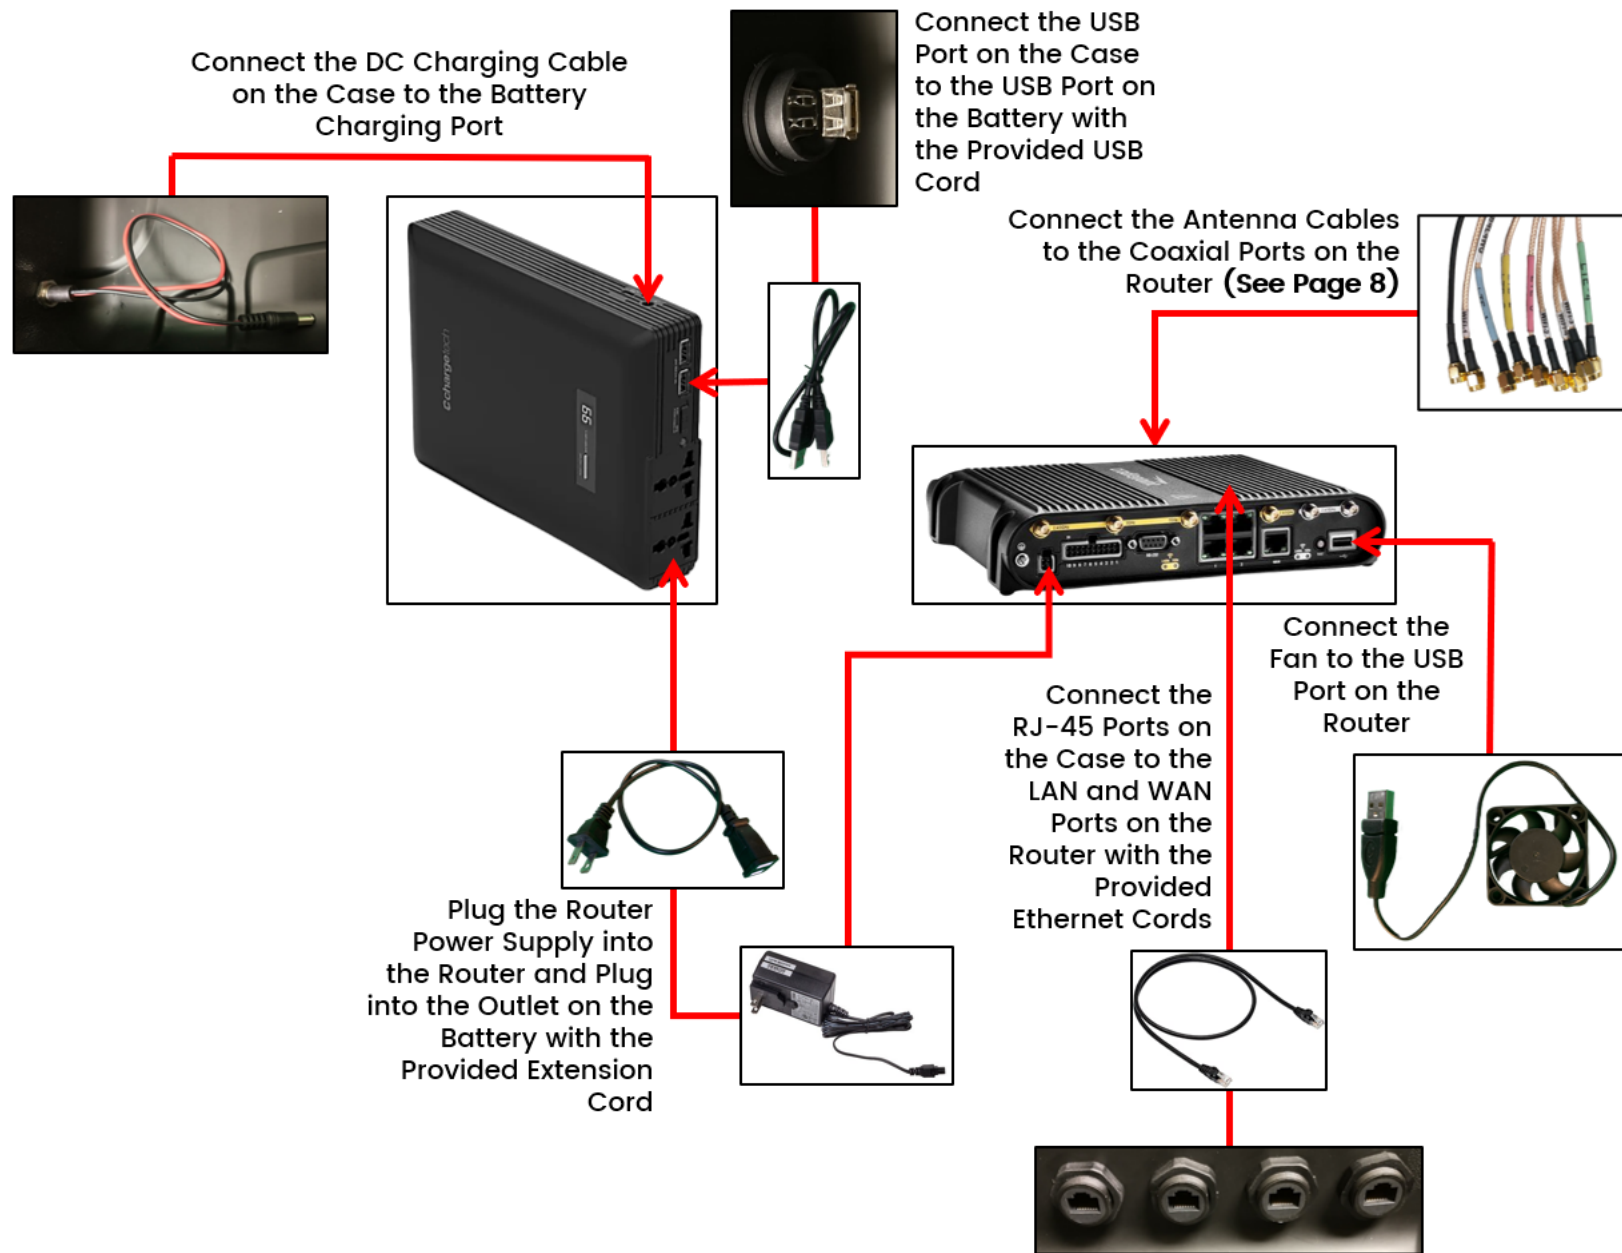 Connect the DC Charging Cable
on the Case to the Battery
Charging Port
Connect the USB
Port on the Case
to the USB Port on
the Battery with
the Provided USB
Cord
Connect the Antenna Cables
to the Coaxial Ports on the
Router (See Page 8)
chargetech
Connect the
Fan to the USB
Port on the
Router
Connect the
RJ-45 Ports on
the Case to the
LAN and WAN
Ports on the
Router with the
Provided
Ethernet Cords
Plug the Router
Power Supply into
the Router and Plug
into the Outlet on the
Battery with the
Provided Extension
Cord